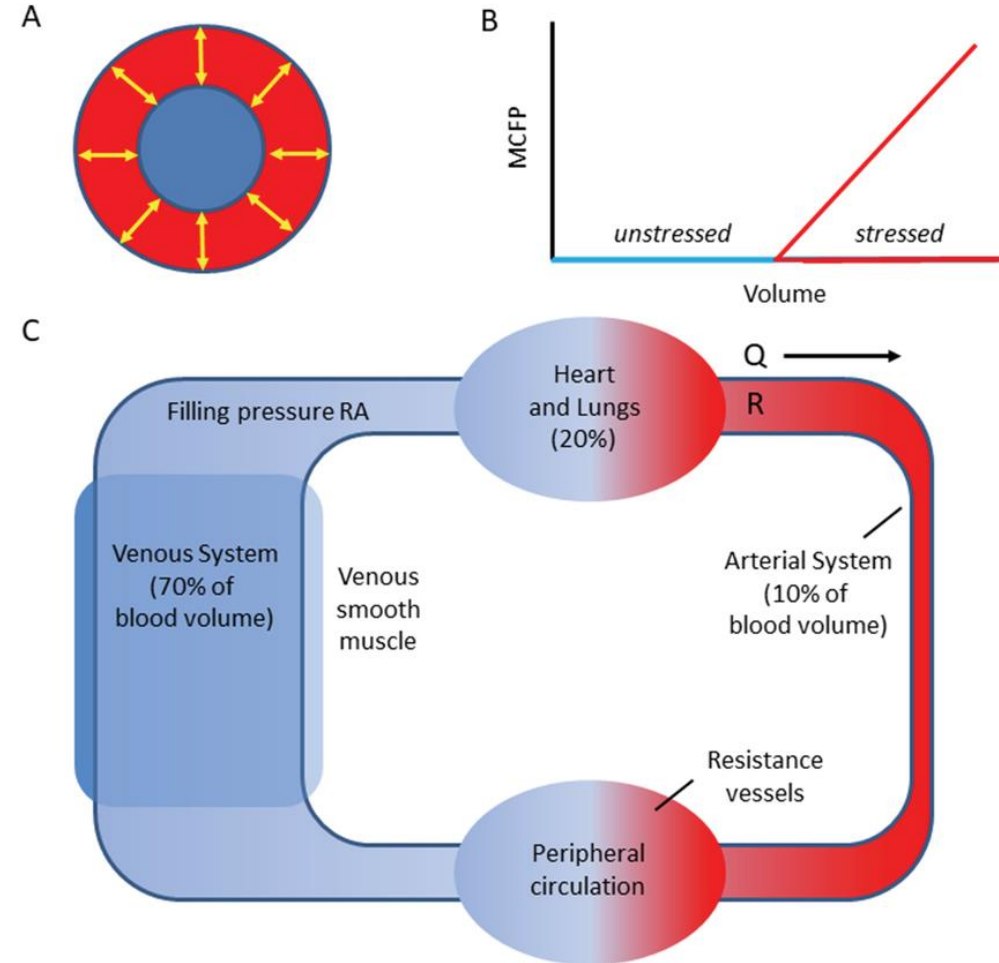 A
B
MCFP
unstressed
stressed
Volume
C
Filling pressure RA
Heart
and Lungs
(20%)
Q
R
Venous System
(70% of
blood volume)
Venous
smooth
muscle
Arterial System
(10% of
blood volume)
Resistance
vessels
Peripheral
circulation